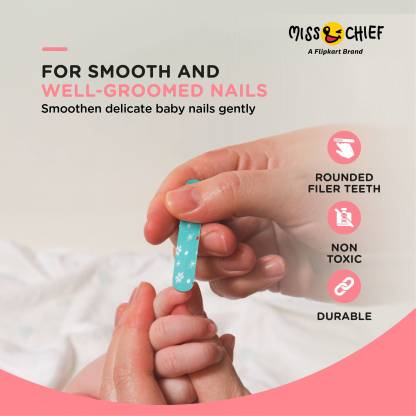 MISS CHIEF
A Flipkart Brand
FOR SMOOTH AND
WELL-GROOMED NAILS
Smoothen delicate baby nails gently
ROUNDED
FILER TEETH
NON
TOXIC
DURABLE